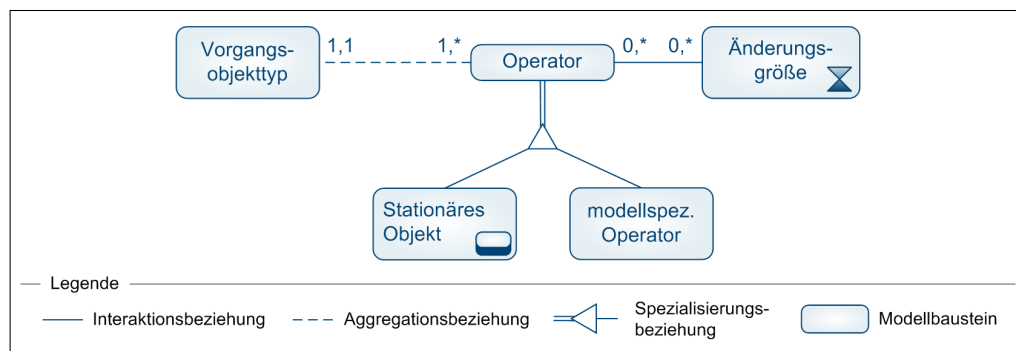 Vorgangs-
objekttyp
1,1
1,*
Operator
0,*
0,*
Änderungs-
größe
Stationäres
Objekt
modellspez.
Operator
Legende
Interaktionsbeziehung
Aggregationsbeziehung
Spezialisierungs-
beziehung
Modellbaustein